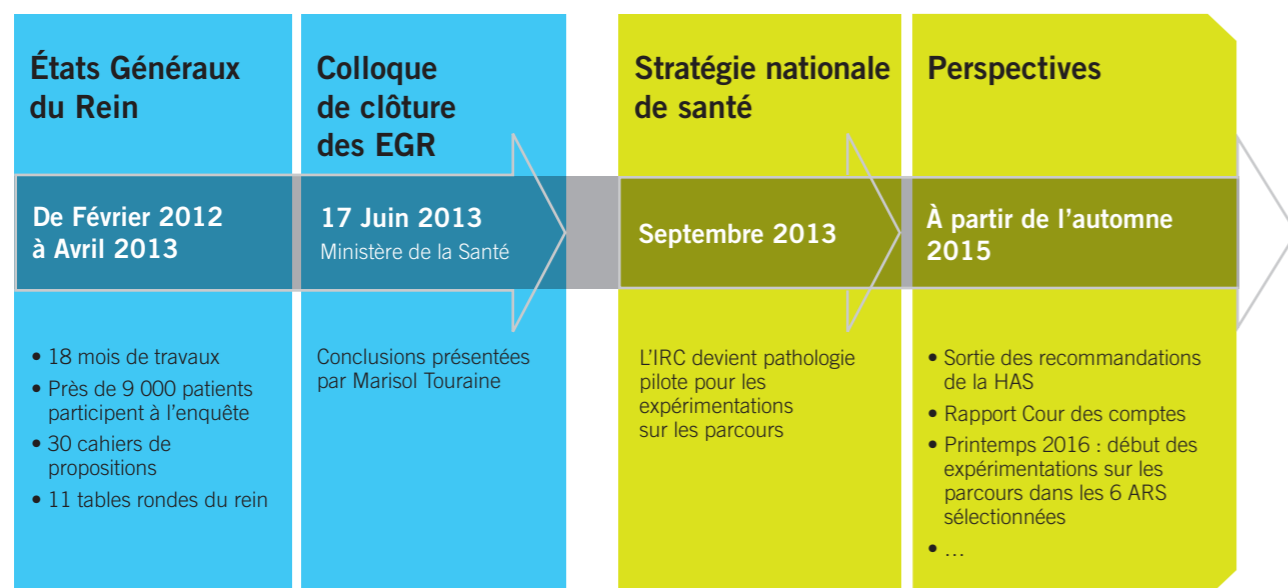 États Généraux
du Rein
De Février 2012
à Avril 2013
• 18 mois de travaux
• Près de 9 000 patients
participent à l’enquête
• 30 cahiers de
propositions
• 11 tables rondes du rein
Colloque
de clôture
des EGR
17 Juin 2013
Ministère de la Santé
Conclusions présentées
par Marisol Touraine
Stratégie nationale
de santé
Septembre 2013
L’IRC devient pathologie
pilote pour les
expérimentations
sur les parcours
Perspectives
À partir de l’automne
2015
• Sortie des recommandations
de la HAS
• Rapport Cour des comptes
• Printemps 2016 : début des
expérimentations sur les
parcours dans les 6 ARS
sélectionnées
• …